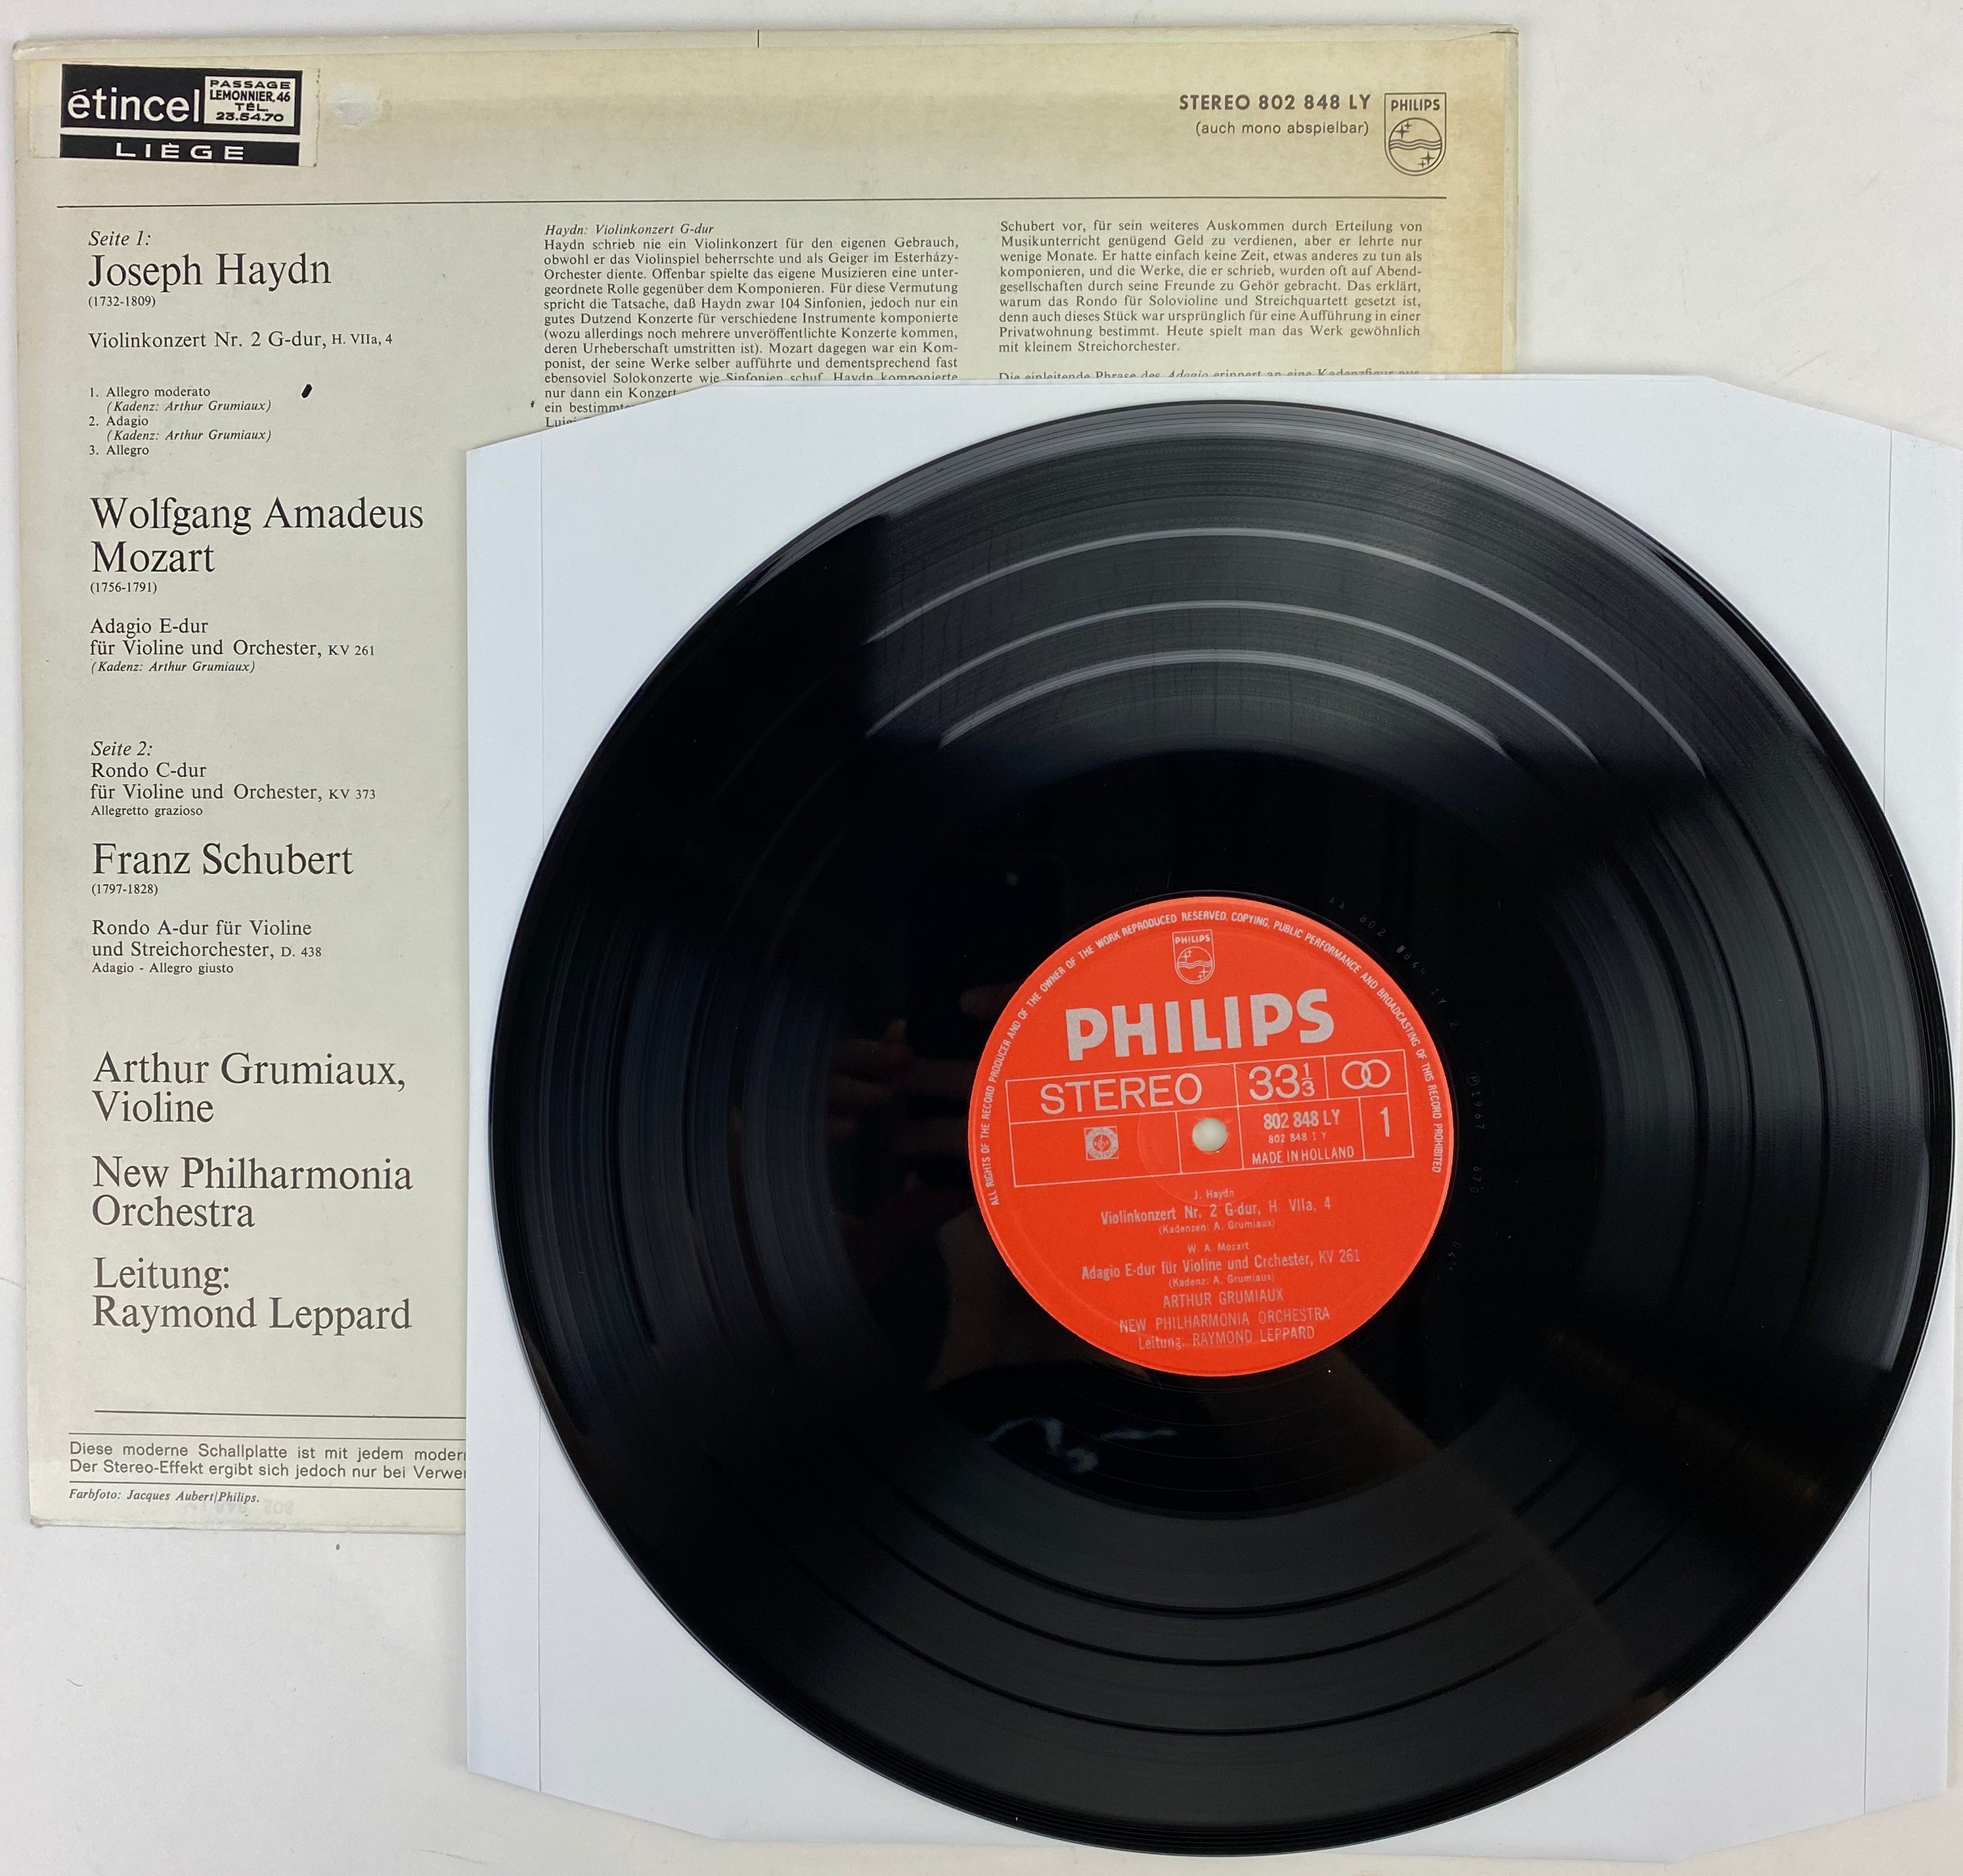 étincel
PASSAGE
LEMONNIER, 46
TÉL.
23.54.70
LIÈGE
STEREO 802 848 LY
(auch mono abspielbar)
PHILIPS
Seite 1:
Joseph Haydn
(1732-1809)
Violinkonzert Nr. 2 G-dur, H. VIIa, 4
1. Allegro moderato
(Kadenz: Arthur Grumiaux)
2. Adagio
(Kadenz: Arthur Grumiaux)
3. Allegro
Wolfgang Amadeus
Mozart
(1756-1791)
Adagio E-dur
für Violine und Orchester, KV 261
(Kadenz: Arthur Grumiaux)
Seite 2:
Rondo C-dur
für Violine und Orchester, KV 373
Allegretto grazioso
Franz Schubert
(1797-1828)
Rondo A-dur für Violine
und Streichorchester, D. 438
Adagio - Allegro giusto
Arthur Grumiaux,
Violine
New Philharmonia
Orchestra
Leitung:
Raymond Leppard
Diese moderne Schallplatte ist mit jedem moder
Der Stereo-Effekt ergibt sich jedoch nur bei Verwe
Farbfoto: Jacques Aubert/Philips.
Haydn: Violinkonzert G-dur
Haydn schrieb nie ein Violinkonzert für den eigenen Gebrauch,
obwohl er das Violinspiel beherrschte und als Geiger im Esterházy-
Orchester diente. Offenbar spielte das eigene Musizieren eine unter-
geordnete Rolle gegenüber dem Komponieren. Für diese Vermutung
spricht die Tatsache, daß Haydn zwar 104 Sinfonien, jedoch nur ein
gutes Dutzend Konzerte für verschiedene Instrumente komponierte
(wozu allerdings noch mehrere unveröffentlichte Konzerte kommen,
deren Urheberschaft umstritten ist). Mozart dagegen war ein Kom-
ponist, der seine Werke selber aufführte und dementsprechend fast
ebensoviel Solokonzerte wie Sinfonien schuf. Haydn komponierte
nur dann ein Konzert
ein bestimmte
Luigi
Schubert vor, für sein weiteres Auskommen durch Erteilung von
Musikunterricht genügend Geld zu verdienen, aber er lehrte nur
wenige Monate. Er hatte einfach keine Zeit, etwas anderes zu tun als
komponieren, und die Werke, die er schrieb, wurden oft auf Abend-
gesellschaften durch seine Freunde zu Gehör gebracht. Das erklärt,
warum das Rondo für Solovioline und Streichquartett gesetzt ist,
denn auch dieses Stück war ursprünglich für eine Aufführung in einer
Privatwohnung bestimmt. Heute spielt man das Werk gewöhnlich
mit kleinem Streichorchester.
Die einleitende Phrase des Adagio erinnert an eine Kadenzfigur aus
ALL RIGHTS OF THE RECORD PRODUCER AND OF THE OWNER OF THE WORK REPRODUCED RESERVED. COPYING, PUBLIC PERFORMANCE AND BROADCASTING OF THIS RECORD PROHIBITED
PHILIPS
PHILIPS
STEREO 33⅓
802 848 LY 1
802 848 1 Y
MADE IN HOLLAND
J. Haydn
Violinkonzert Nr. 2 G-dur, H. VIIa, 4
(Kadenzen: A. Grumiaux)
W. A. Mozart
Adagio E-dur für Violine und Orchester, KV 261
(Kadenz: A. Grumiaux)
ARTHUR GRUMIAUX
NEW PHILHARMONIA ORCHESTRA
Leitung: RAYMOND LEPPARD